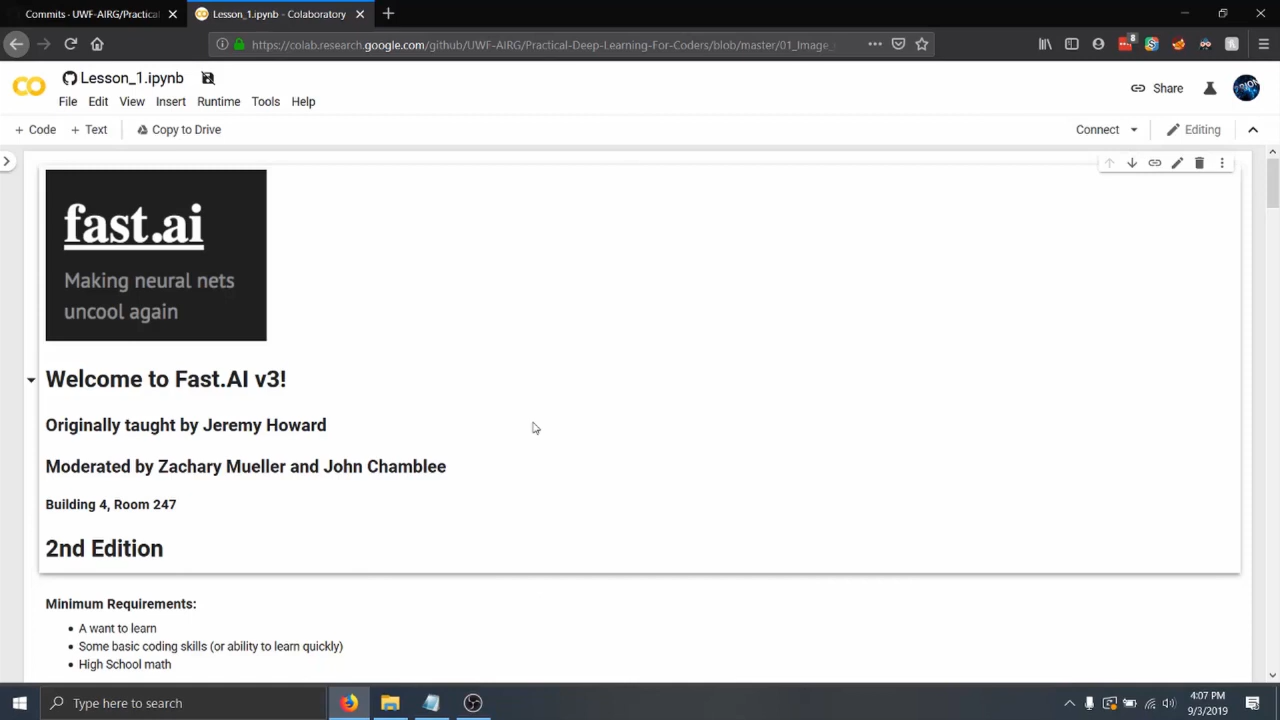 Commits · UWF-AIRG/Practical
Lesson_1.ipynb - Colaboratory
https://colab.research.google.com/github/UWF-AIRG/Practical-Deep-Learning-For-Coders/blob/master/01_Image_
8
Lesson_1.ipynb
File Edit View Insert Runtime Tools Help
Share
+ Code + Text Copy to Drive
Connect
Editing
fast.ai
Making neural nets
uncool again
Welcome to Fast.AI v3!
Originally taught by Jeremy Howard
Moderated by Zachary Mueller and John Chamblee
Building 4, Room 247
2nd Edition
Minimum Requirements:
• A want to learn
• Some basic coding skills (or ability to learn quickly)
• High School math
Type here to search
4:07 PM
9/3/2019